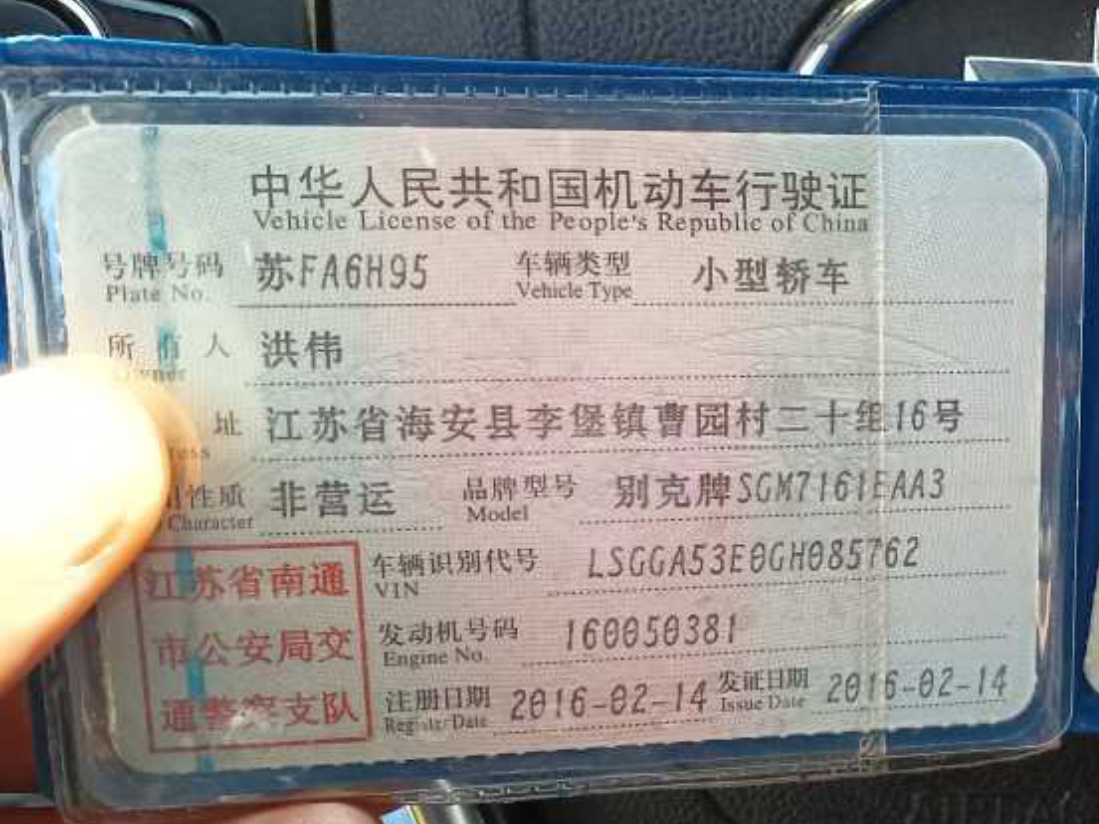 中华人民共和国机动车行驶证
Vehicle License of the People's Republic of China
号牌号码 苏FA6H95 车辆类型 小型轿车
Plate No. Vehicle Type
所有人 洪伟
Owner
址 江苏省海安县李堡镇曹园村二十组16号
性质 非营运 品牌型号 别克牌SGM7161EAA3
Character Model
江苏省南通 车辆识别代号 LSGGA53E0GH085762
VIN
市公安局交 发动机号码 160050381
Engine No.
通警察支队 注册日期 2016-02-14 发证日期 2016-02-14
Register Date Issue Date